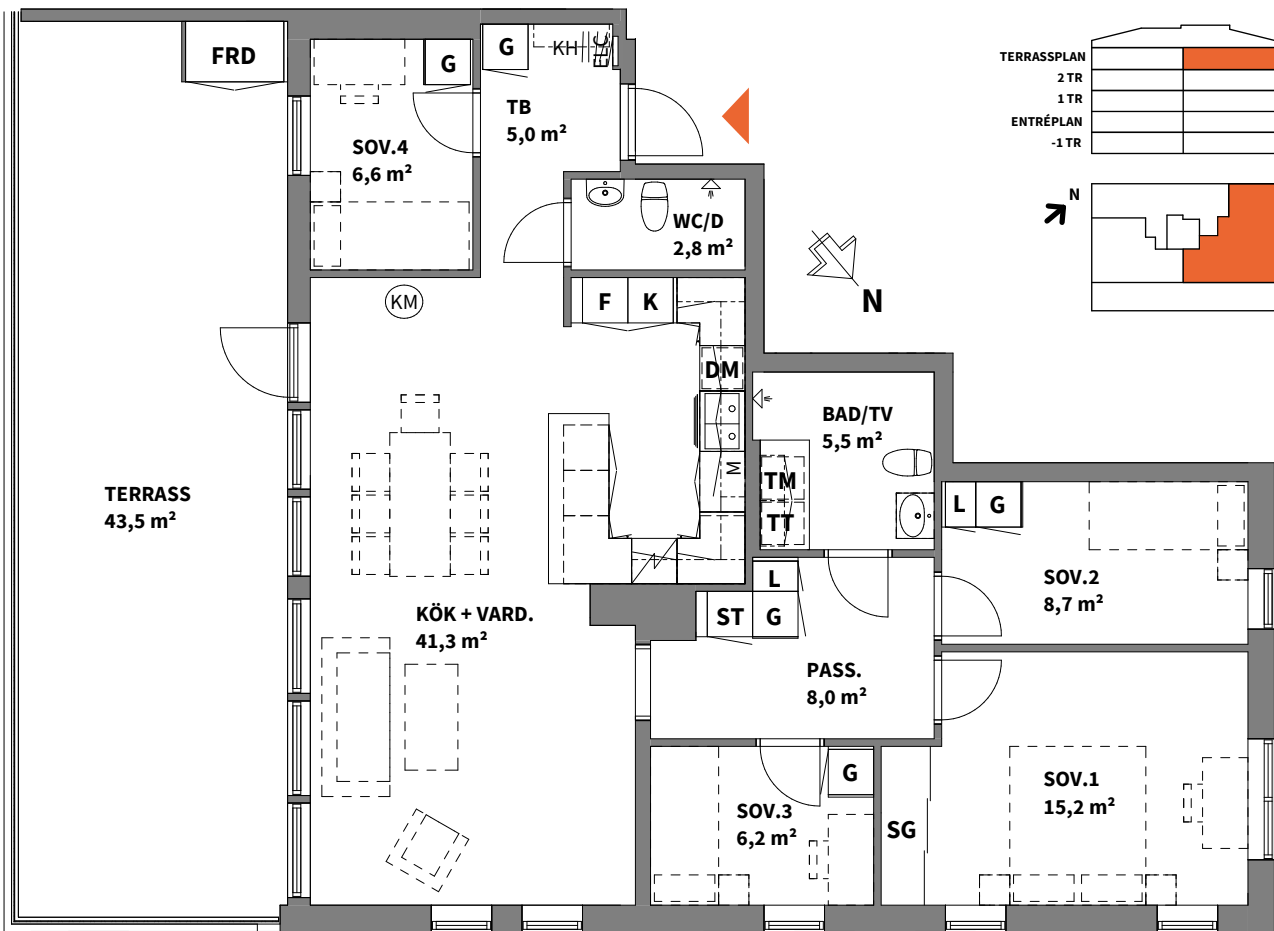 FRD
G
G
KH
ELC
TB
5,0 m²
SOV.4
6,6 m²
WC/D
2,8 m²
TERRASSPLAN
2 TR
1 TR
ENTRÉPLAN
-1 TR
N
N
KM
F
K
DM
M
BAD/TV
5,5 m²
TM
TT
TERRASS
43,5 m²
L
G
SOV.2
8,7 m²
KÖK + VARD.
41,3 m²
L
ST
G
PASS.
8,0 m²
G
SOV.3
6,2 m²
SG
SOV.1
15,2 m²